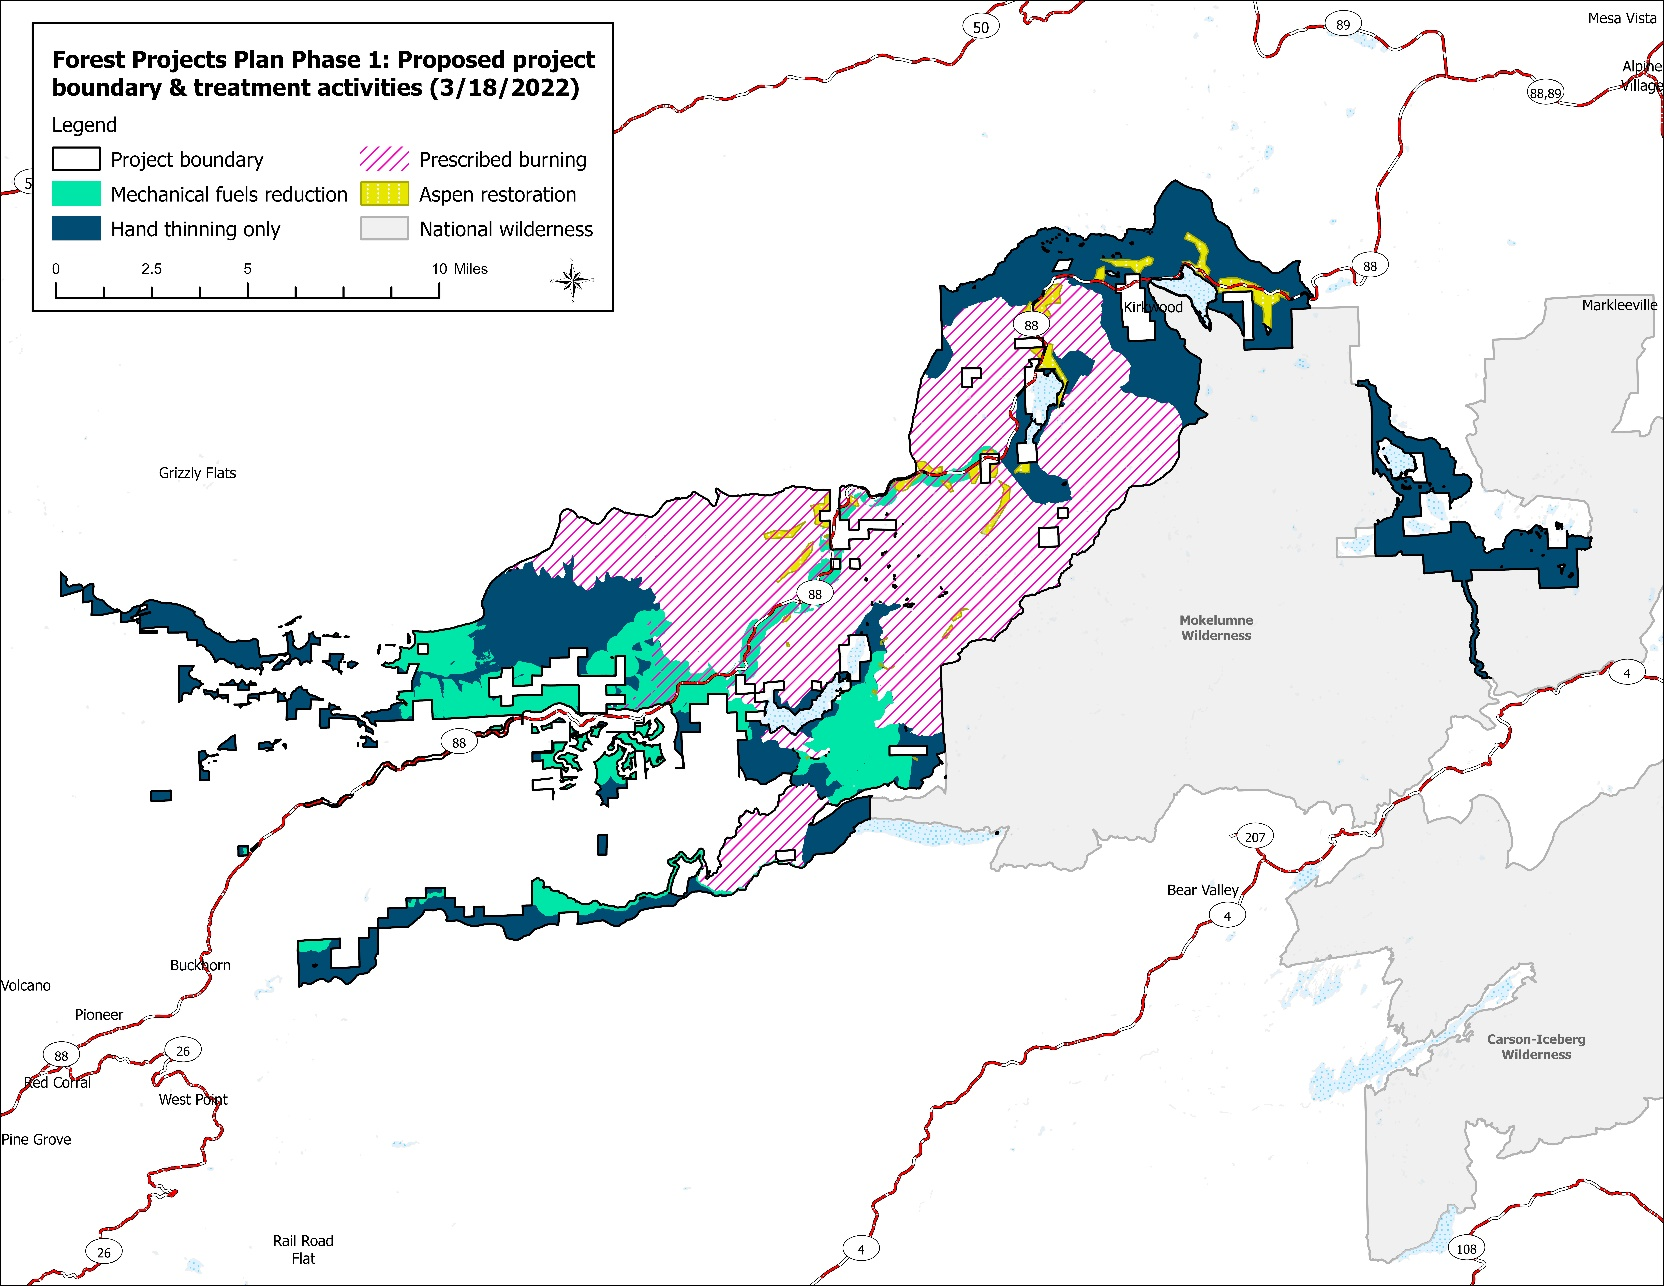 Forest Projects Plan Phase 1: Proposed project
boundary & treatment activities (3/18/2022)
Legend
Project boundary
Prescribed burning
Mechanical fuels reduction
Aspen restoration
Hand thinning only
National wilderness
0 2.5 5 10 Miles
50
89
Mesa Vista
Alpine
Village
88,89
5
88
Markleeville
Kirkwood
88
Grizzly Flats
88
Mokelumne
Wilderness
4
88
207
Bear Valley
4
Buckhorn
Volcano
Pioneer
88
26
Red Corral
West Point
Pine Grove
Carson-Iceberg
Wilderness
Rail Road
Flat
26
4
108